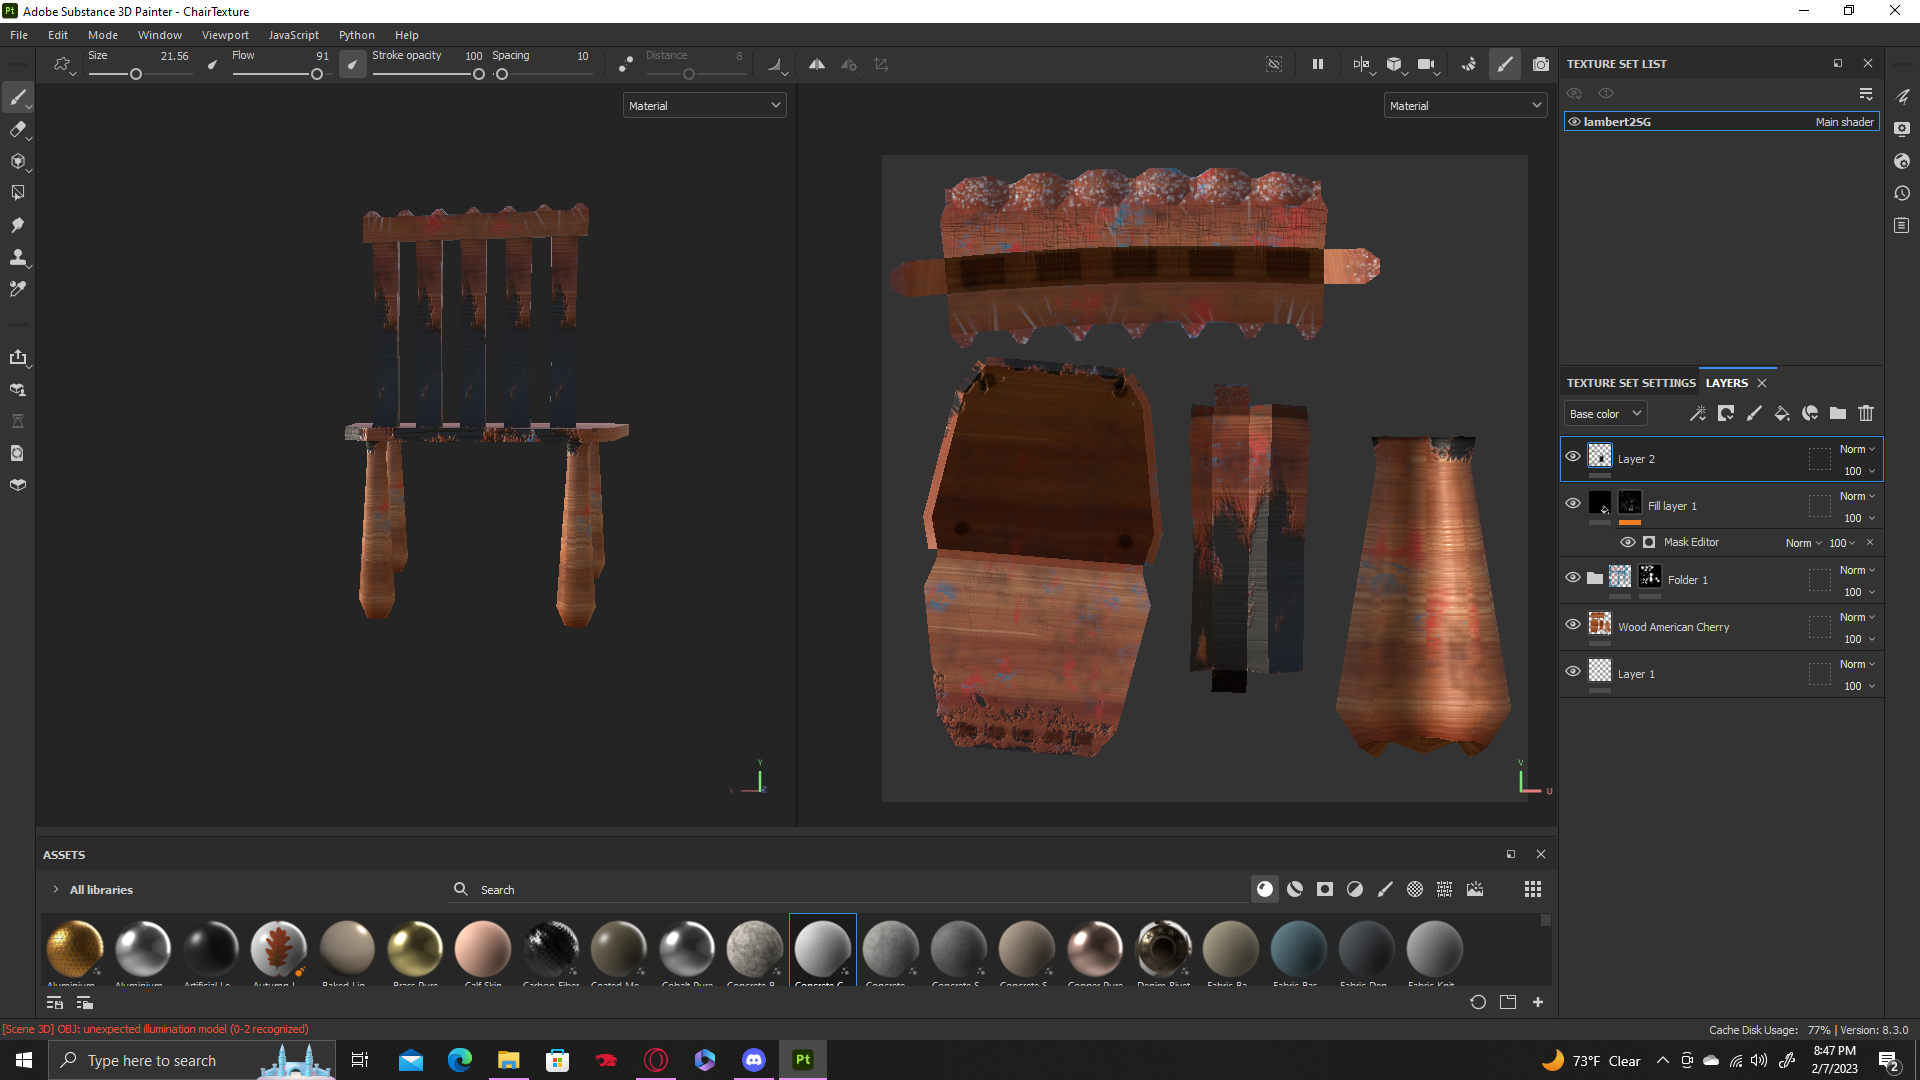 Pt Adobe Substance 3D Painter - ChairTexture
File Edit Mode Window Viewport JavaScript Python Help
Size 21.56 Flow 91 Stroke opacity 100 Spacing 10 Distance 8
Material
Material
TEXTURE SET LIST
lambert2SG Main shader
TEXTURE SET SETTINGS LAYERS
Base color
Layer 2 Norm
100
Fill layer 1 Norm
100
Mask Editor Norm 100
Folder 1 Norm
100
Wood American Cherry Norm
100
Layer 1 Norm
100
Y
X Z
V
U
ASSETS
All libraries
Search
Aluminium Aluminium Artificial Le Autumn L Baked Lig Brass Pure Calf Skin Carbon Fiber Coated Me Cobalt Pure Concrete B Concrete C Concrete Concrete S Concrete S Copper Pure Denim Rivet Fabric Ba Fabric Bas Fabric Den Fabric Knit
[Scene 3D] OBJ: unexpected illumination model (0-2 recognized)
Cache Disk Usage: 77% | Version: 8.3.0
Type here to search
Pt
73°F Clear
8:47 PM
2/7/2023
2